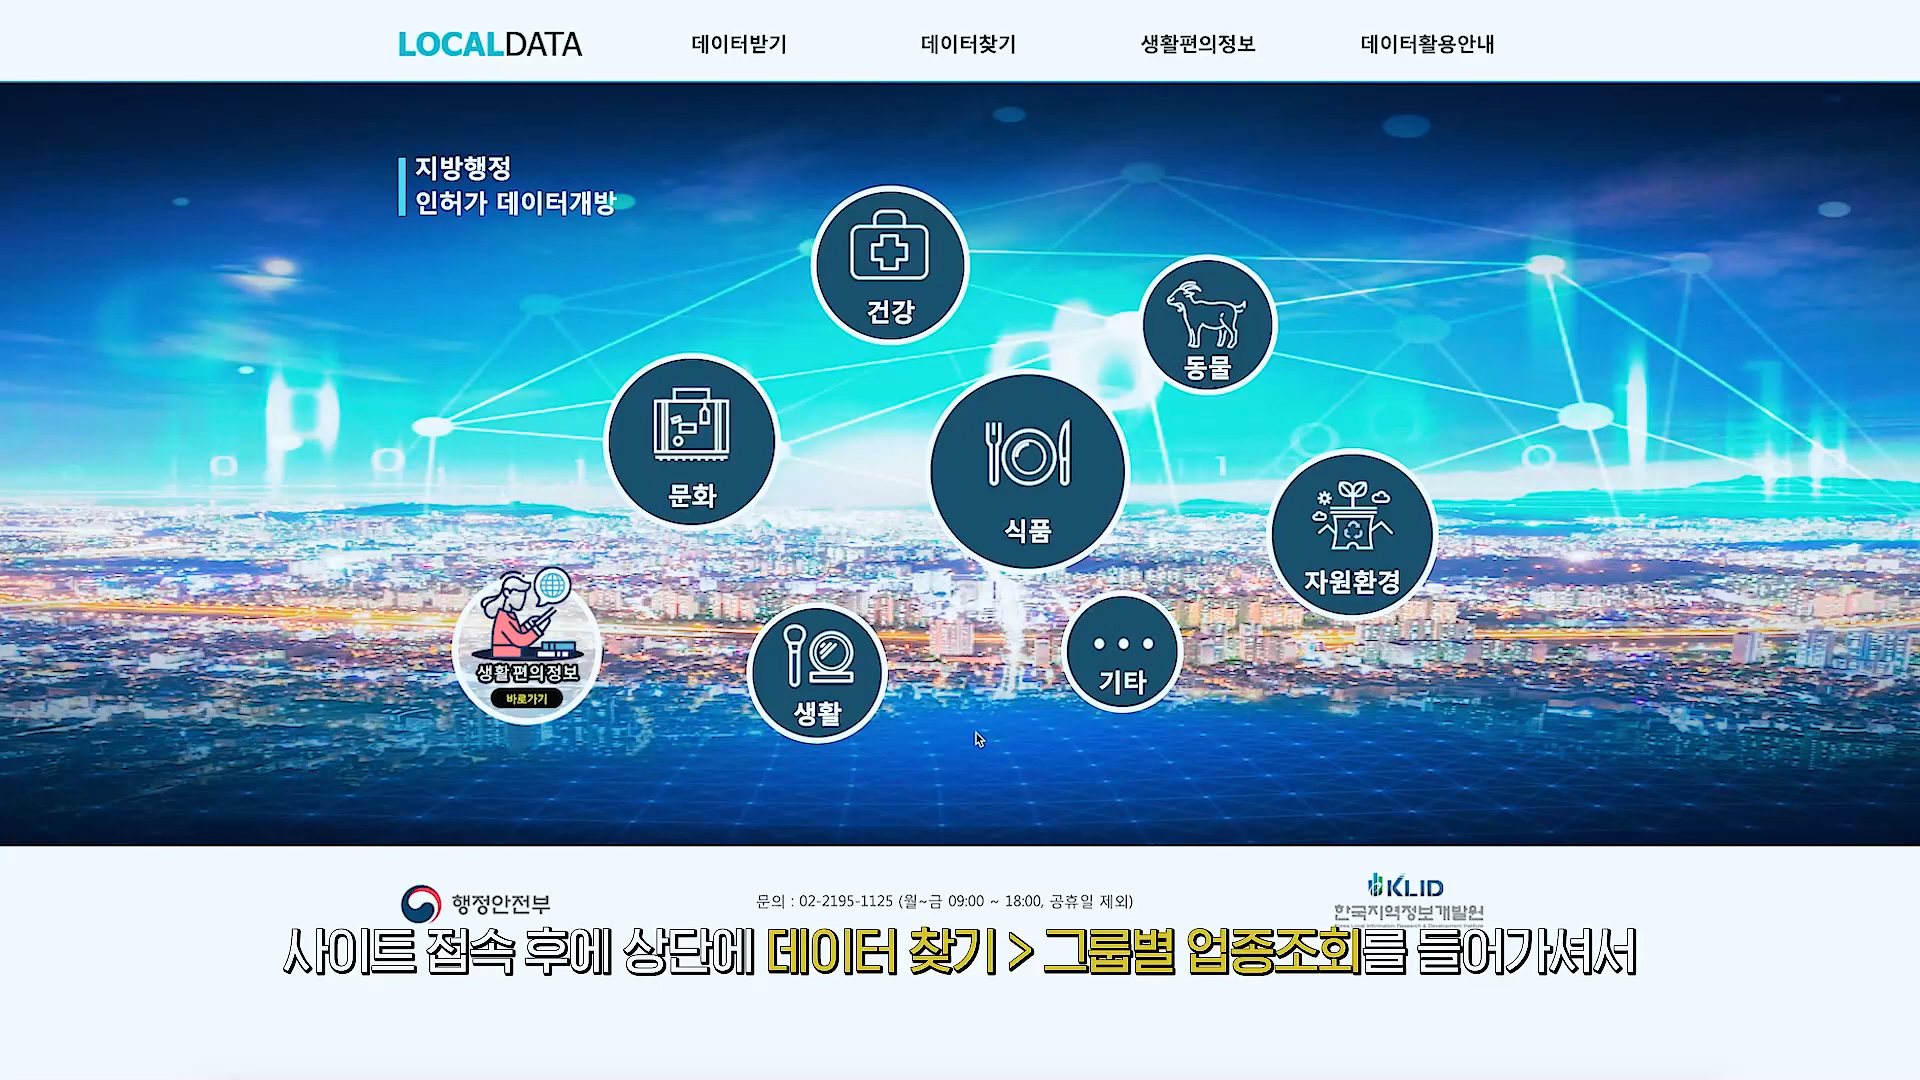 LOCALDATA
데이터받기
데이터찾기
생활편의정보
데이터활용안내
지방행정
인허가 데이터개방
건강
동물
문화
식품
자원환경
생활편의정보
바로가기
생활
기타
행정안전부
문의 : 02-2195-1125 (월~금 09:00 ~ 18:00, 공휴일 제외)
KLID
한국지역정보개발원
사이트 접속 후에 상단에 데이터 찾기 > 그룹별 업종조회를 들어가셔서